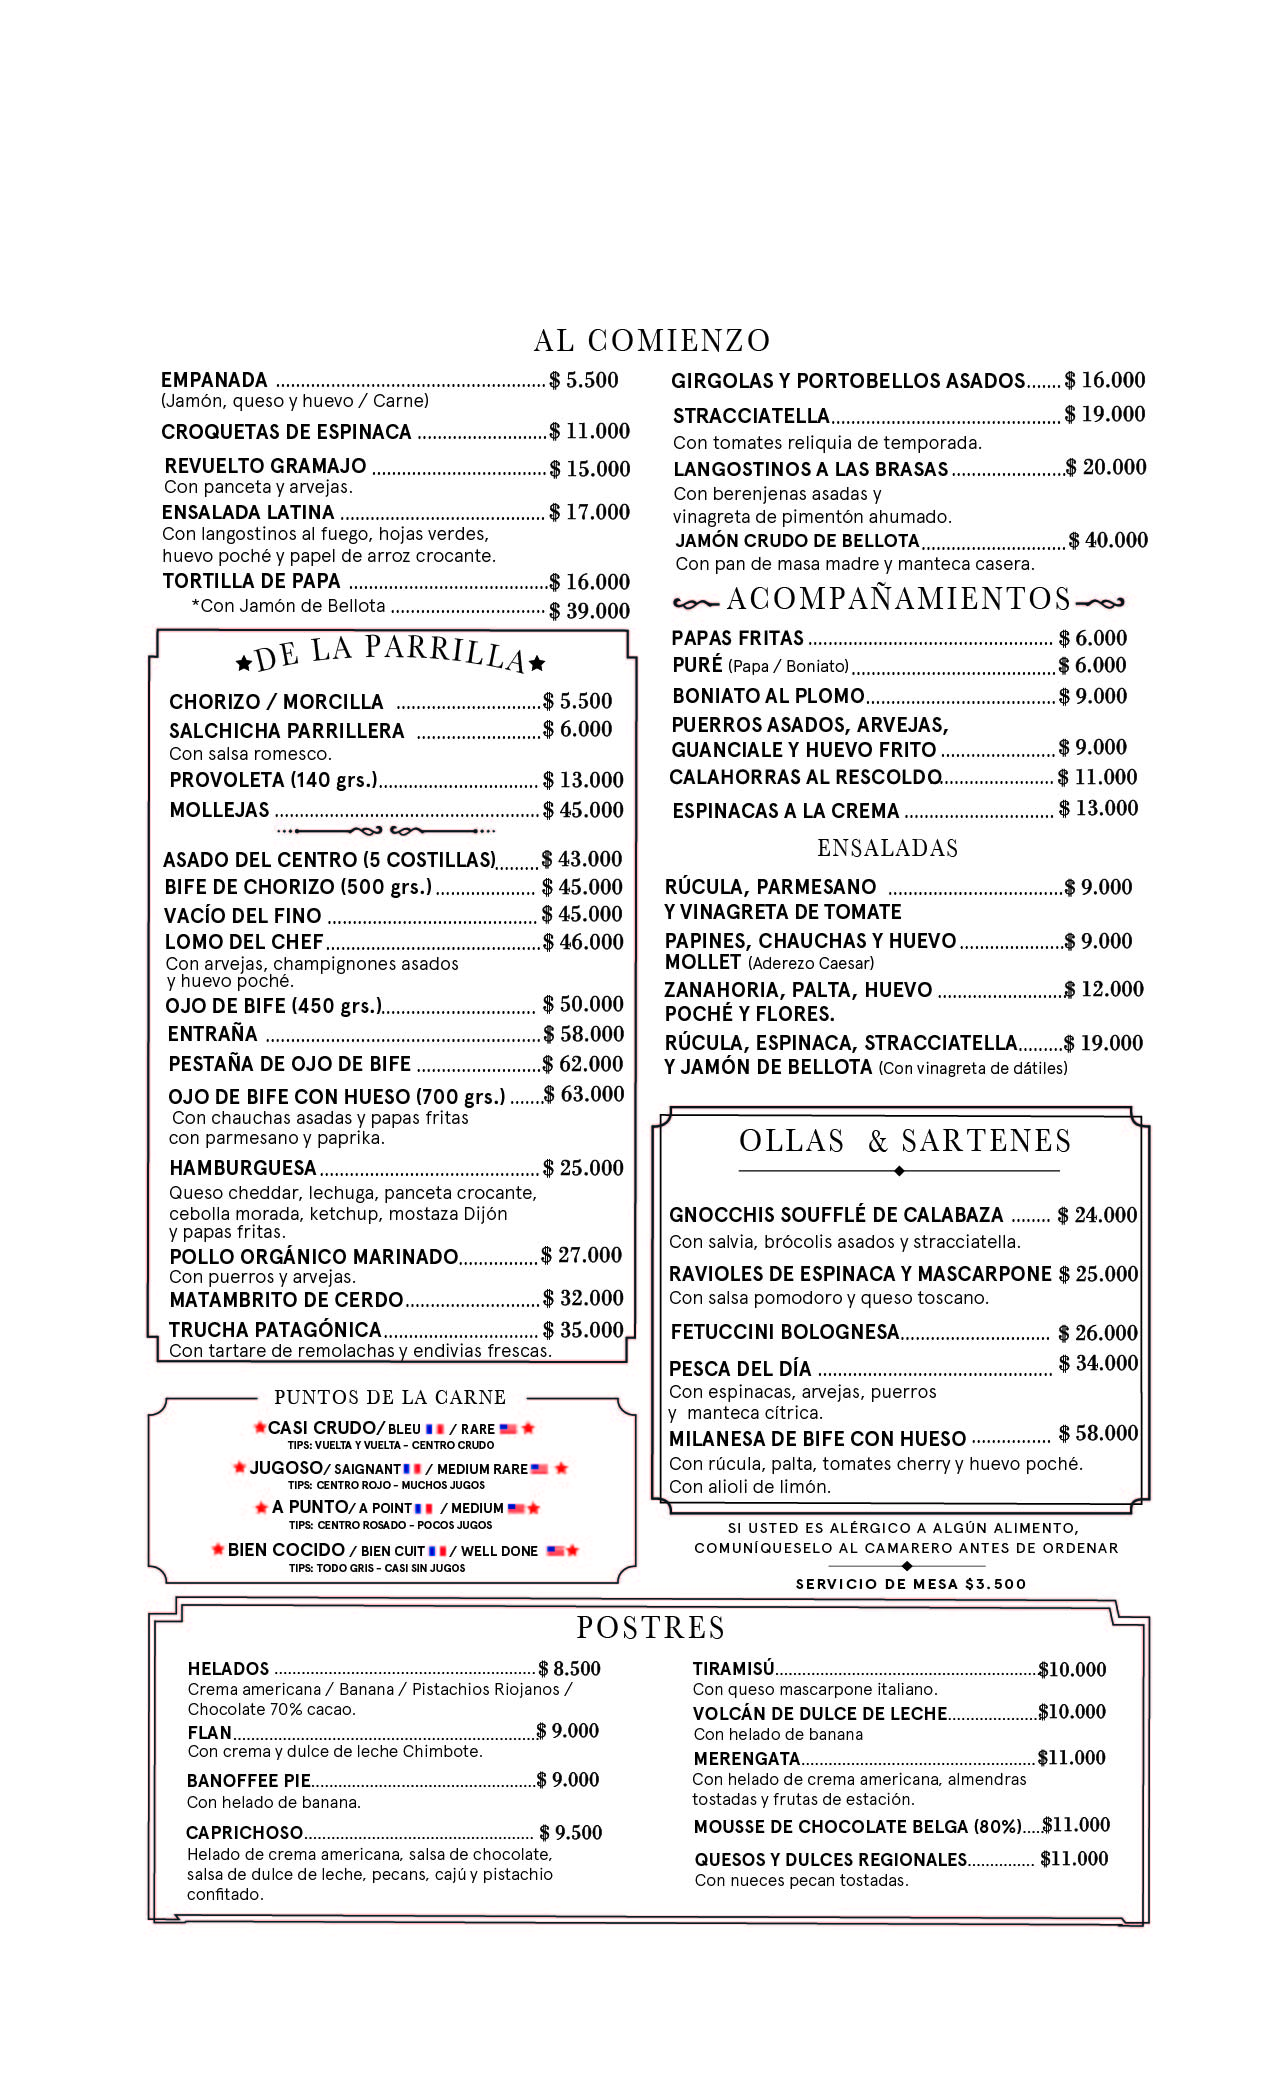 AL COMIENZO
EMPANADA ........ $ 5.500
(Jamón, queso y huevo / Carne)
CROQUETAS DE ESPINACA ........ $ 11.000
REVUELTO GRAMAJO ........ $ 15.000
Con panceta y arvejas.
ENSALADA LATINA ........ $ 17.000
Con langostinos al fuego, hojas verdes,
huevo poché y papel de arroz crocante.
TORTILLA DE PAPA ........ $ 16.000
*Con Jamón de Bellota ........ $ 39.000
GIRGOLAS Y PORTOBELLOS ASADOS....... $ 16.000
STRACCIATELLA........ $ 19.000
Con tomates reliquia de temporada.
LANGOSTINOS A LAS BRASAS ........ $ 20.000
Con berenjenas asadas y
vinagreta de pimentón ahumado.
JAMÓN CRUDO DE BELLOTA ........ $ 40.000
Con pan de masa madre y manteca casera.
DE LA PARRILLA
CHORIZO / MORCILLA ........ $ 5.500
SALCHICHA PARRILLERA ........ $ 6.000
Con salsa romesco.
PROVOLETA (140 grs.)........ $ 13.000
MOLLEJAS ........ $ 45.000
ASADO DEL CENTRO (5 COSTILLAS)........ $ 43.000
BIFE DE CHORIZO (500 grs.) ........ $ 45.000
VACÍO DEL FINO ........ $ 45.000
LOMO DEL CHEF........ $ 46.000
Con arvejas, champignones asados
y huevo poché.
OJO DE BIFE (450 grs.)........ $ 50.000
ENTRAÑA ........ $ 58.000
PESTAÑA DE OJO DE BIFE ........ $ 62.000
OJO DE BIFE CON HUESO (700 grs.) ....... $ 63.000
Con chauchas asadas y papas fritas
con parmesano y paprika.
HAMBURGUESA........ $ 25.000
Queso cheddar, lechuga, panceta crocante,
cebolla morada, ketchup, mostaza Dijón
y papas fritas.
POLLO ORGÁNICO MARINADO........ $ 27.000
Con puerros y arvejas.
MATAMBRITO DE CERDO........ $ 32.000
TRUCHA PATAGÓNICA........ $ 35.000
Con tartare de remolachas y endivias frescas.
ACOMPAÑAMIENTOS
PAPAS FRITAS ........ $ 6.000
PURÉ (Papa / Boniato)........ $ 6.000
BONIATO AL PLOMO........ $ 9.000
PUERROS ASADOS, ARVEJAS,
GUANCIALE Y HUEVO FRITO ........ $ 9.000
CALAHORRAS AL RESCOLDO........ $ 11.000
ESPINACAS A LA CREMA ........ $ 13.000
ENSALADAS
RÚCULA, PARMESANO ........ $ 9.000
Y VINAGRETA DE TOMATE
PAPINES, CHAUCHAS Y HUEVO ........ $ 9.000
MOLLET (Aderezo Caesar)
ZANAHORIA, PALTA, HUEVO ........ $ 12.000
POCHÉ Y FLORES.
RÚCULA, ESPINACA, STRACCIATELLA........ $ 19.000
Y JAMÓN DE BELLOTA (Con vinagreta de dátiles)
OLLAS & SARTENES
GNOCCHIS SOUFFLÉ DE CALABAZA ........ $ 24.000
Con salvia, brócolis asados y stracciatella.
RAVIOLES DE ESPINACA Y MASCARPONE $ 25.000
Con salsa pomodoro y queso toscano.
FETUCCINI BOLOGNESA........ $ 26.000
PESCA DEL DÍA ........ $ 34.000
Con espinacas, arvejas, puerros
y manteca cítrica.
MILANESA DE BIFE CON HUESO ........ $ 58.000
Con rúcula, palta, tomates cherry y huevo poché.
Con alioli de limón.
PUNTOS DE LA CARNE
CASI CRUDO/ BLEU / RARE
TIPS: VUELTA Y VUELTA - CENTRO CRUDO
JUGOSO/ SAIGNANT / MEDIUM RARE
TIPS: CENTRO ROJO - MUCHOS JUGOS
A PUNTO/ A POINT / MEDIUM
TIPS: CENTRO ROSADO - POCOS JUGOS
BIEN COCIDO / BIEN CUIT / WELL DONE
TIPS: TODO GRIS - CASI SIN JUGOS
SI USTED ES ALÉRGICO A ALGÚN ALIMENTO,
COMUNÍQUESELO AL CAMARERO ANTES DE ORDENAR
SERVICIO DE MESA $3.500
POSTRES
HELADOS ........ $ 8.500
Crema americana / Banana / Pistachios Riojanos /
Chocolate 70% cacao.
FLAN........ $ 9.000
Con crema y dulce de leche Chimbote.
BANOFFEE PIE........ $ 9.000
Con helado de banana.
CAPRICHOSO........ $ 9.500
Helado de crema americana, salsa de chocolate,
salsa de dulce de leche, pecans, cajú y pistachio
confitado.
TIRAMISÚ........ $10.000
Con queso mascarpone italiano.
VOLCÁN DE DULCE DE LECHE........ $10.000
Con helado de banana
MERENGATA........ $11.000
Con helado de crema americana, almendras
tostadas y frutas de estación.
MOUSSE DE CHOCOLATE BELGA (80%)..... $11.000
QUESOS Y DULCES REGIONALES........ $11.000
Con nueces pecan tostadas.